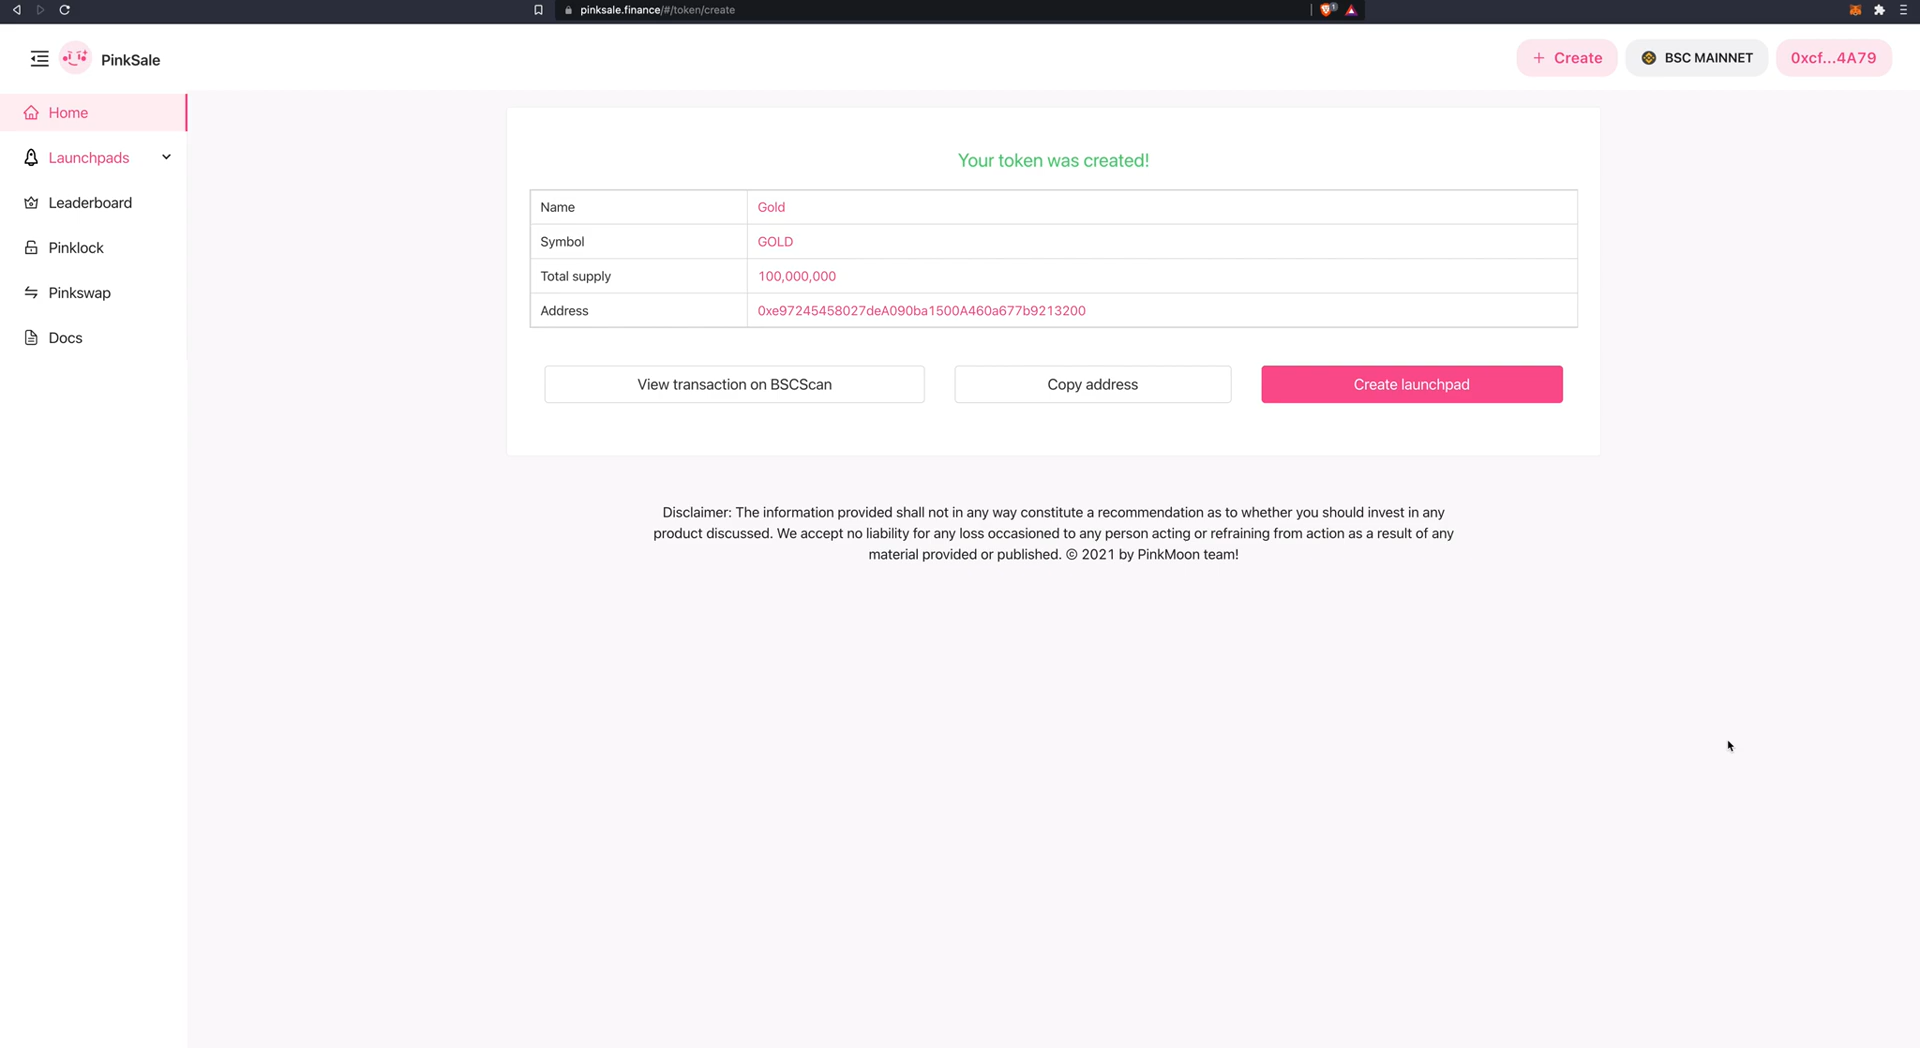 pinksale.finance/#/token/create
1
PinkSale
+ Create
BSC MAINNET
0xcf...4A79
Home
Launchpads
Leaderboard
Pinklock
Pinkswap
Docs
Your token was created!
Name Gold
Symbol GOLD
Total supply 100,000,000
Address 0xe97245458027deA090ba1500A460a677b9213200
View transaction on BSCScan
Copy address
Create launchpad
Disclaimer: The information provided shall not in any way constitute a recommendation as to whether you should invest in any
product discussed. We accept no liability for any loss occasioned to any person acting or refraining from action as a result of any
material provided or published. © 2021 by PinkMoon team!